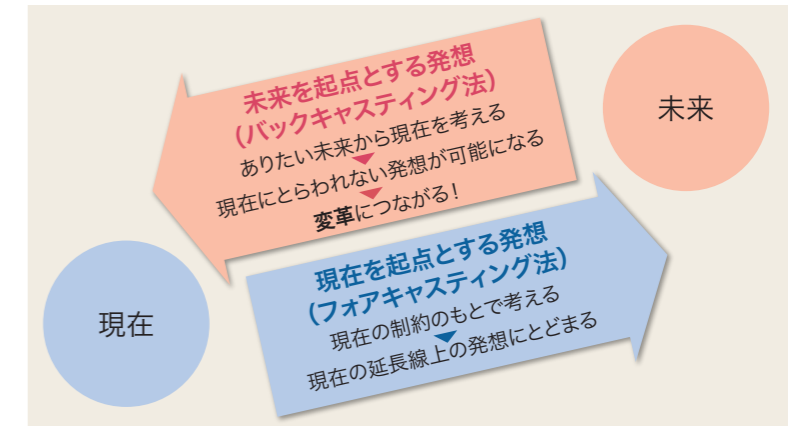 未来を起点とする発想
(バックキャスティング法)
ありたい未来から現在を考える
現在にとらわれない発想が可能になる
変革につながる!
未来
現在
現在を起点とする発想
(フォアキャスティング法)
現在の制約のもとで考える
現在の延長線上の発想にとどまる